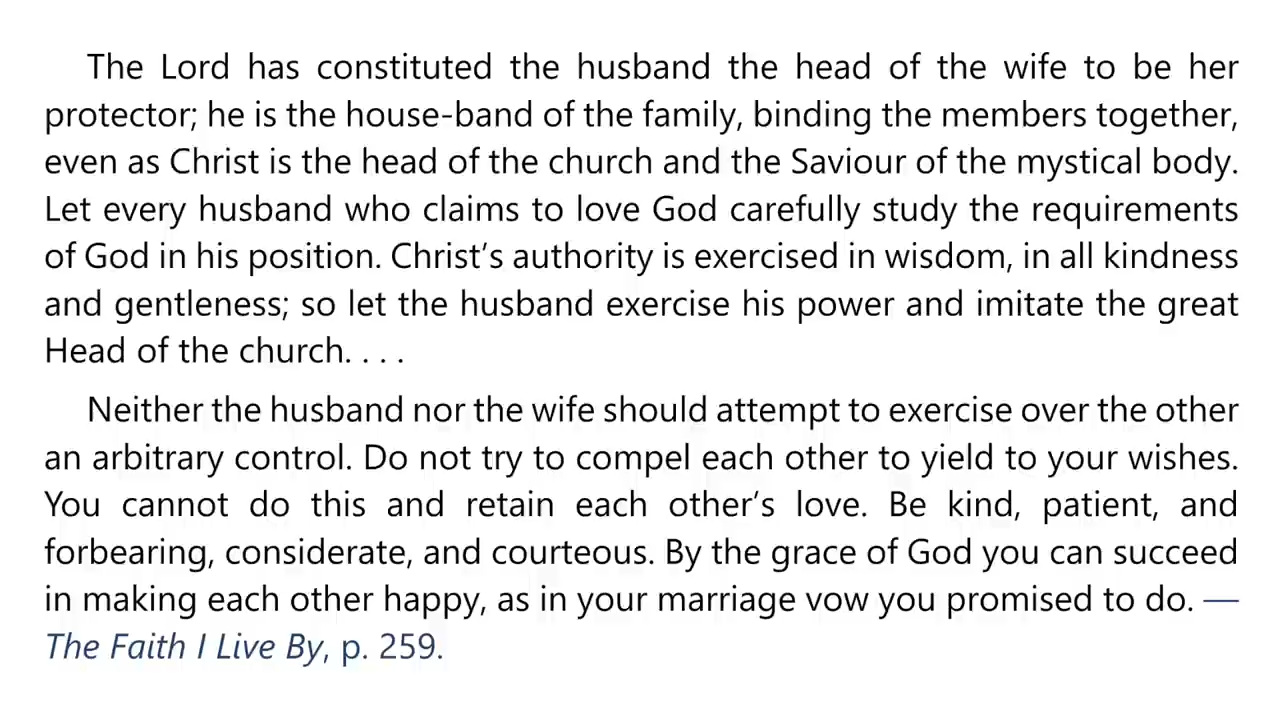 The Lord has constituted the husband the head of the wife to be her
protector; he is the house-band of the family, binding the members together,
even as Christ is the head of the church and the Saviour of the mystical body.
Let every husband who claims to love God carefully study the requirements
of God in his position. Christ’s authority is exercised in wisdom, in all kindness
and gentleness; so let the husband exercise his power and imitate the great
Head of the church. . . .
Neither the husband nor the wife should attempt to exercise over the other
an arbitrary control. Do not try to compel each other to yield to your wishes.
You cannot do this and retain each other’s love. Be kind, patient, and
forbearing, considerate, and courteous. By the grace of God you can succeed
in making each other happy, as in your marriage vow you promised to do. —
The Faith I Live By, p. 259.